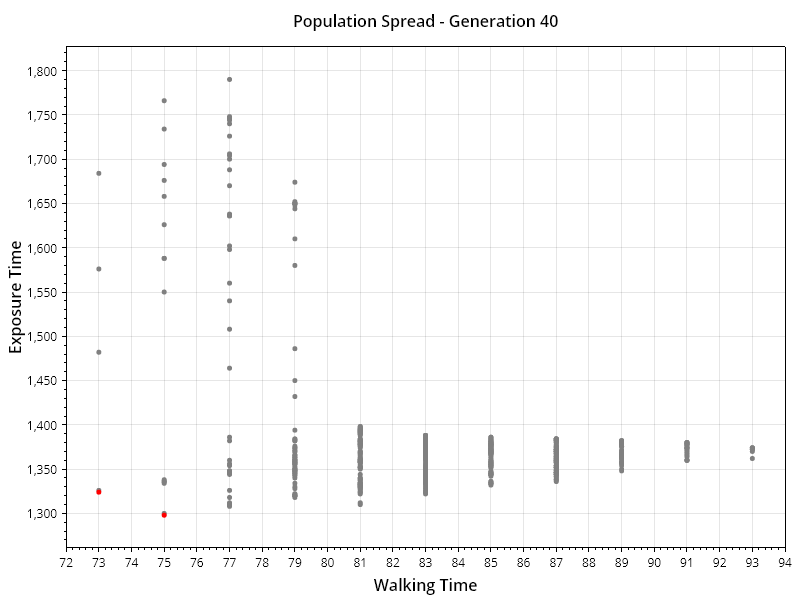 Population Spread - Generation 40
Exposure Time
1,800
1,750
1,700
1,650
1,600
1,550
1,500
1,450
1,400
1,350
1,300
72 73 74 75 76 77 78 79 80 81 82 83 84 85 86 87 88 89 90 91 92 93 94
Walking Time